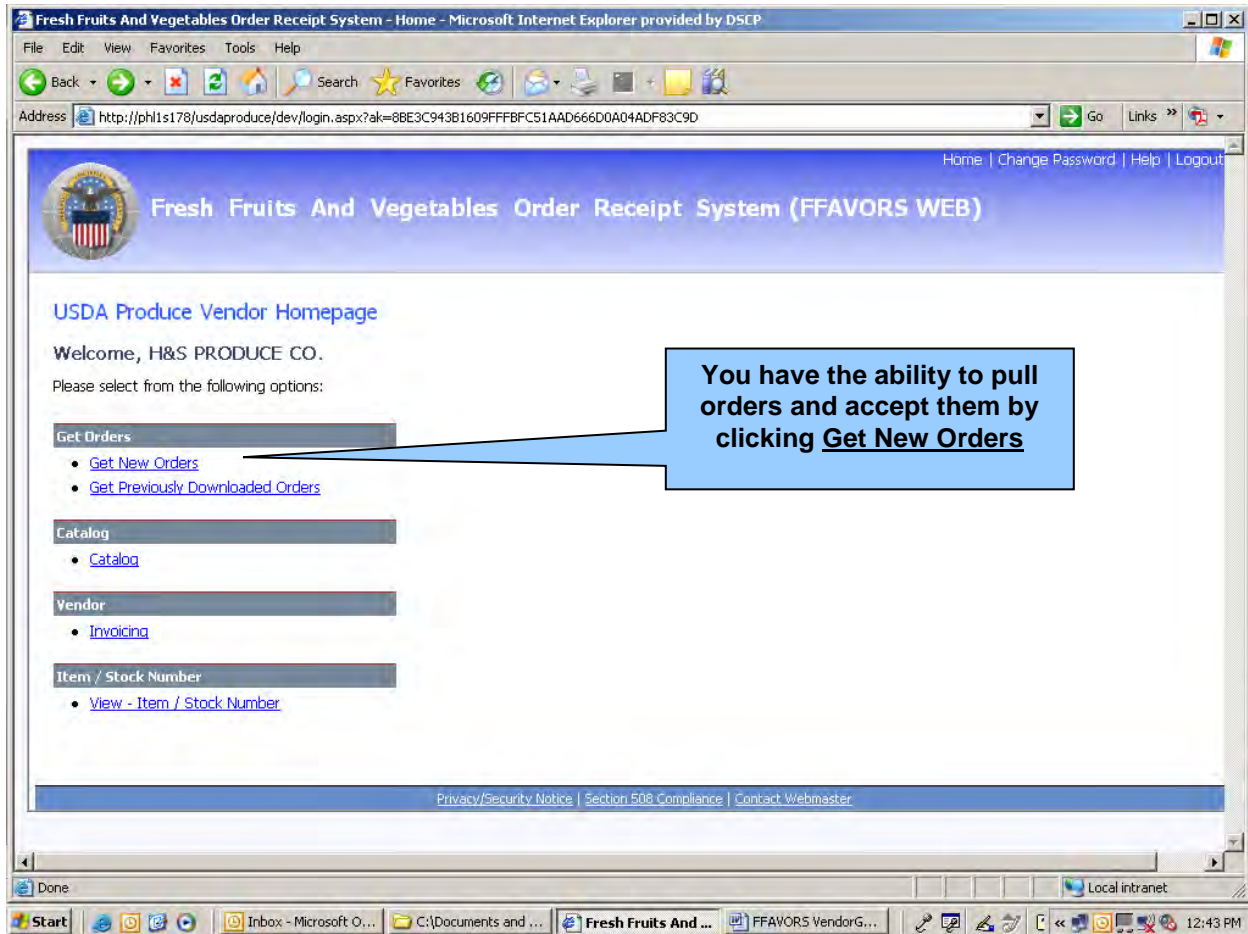 Fresh Fruits And Vegetables Order Receipt System - Home - Microsoft Internet Explorer provided by DSCP
File Edit View Favorites Tools Help
Back Search Favorites
Address http://phl1s178/usdaproduce/dev/login.aspx?ak=8BE3C943B1609FFFBFC51AAD666D0A04ADF83C9D Go Links »
Home | Change Password | Help | Logout
Fresh Fruits And Vegetables Order Receipt System (FFAVORS WEB)
USDA Produce Vendor Homepage
Welcome, H&S PRODUCE CO.
Please select from the following options:
You have the ability to pull
orders and accept them by
clicking Get New Orders
Get Orders
• Get New Orders
• Get Previously Downloaded Orders
Catalog
• Catalog
Vendor
• Invoicing
Item / Stock Number
• View - Item / Stock Number
Privacy/Security Notice | Section 508 Compliance | Contact Webmaster
Done Local intranet
Start Inbox - Microsoft O... C:\Documents and ... Fresh Fruits And ... FFAVORS VendorG... « 12:43 PM